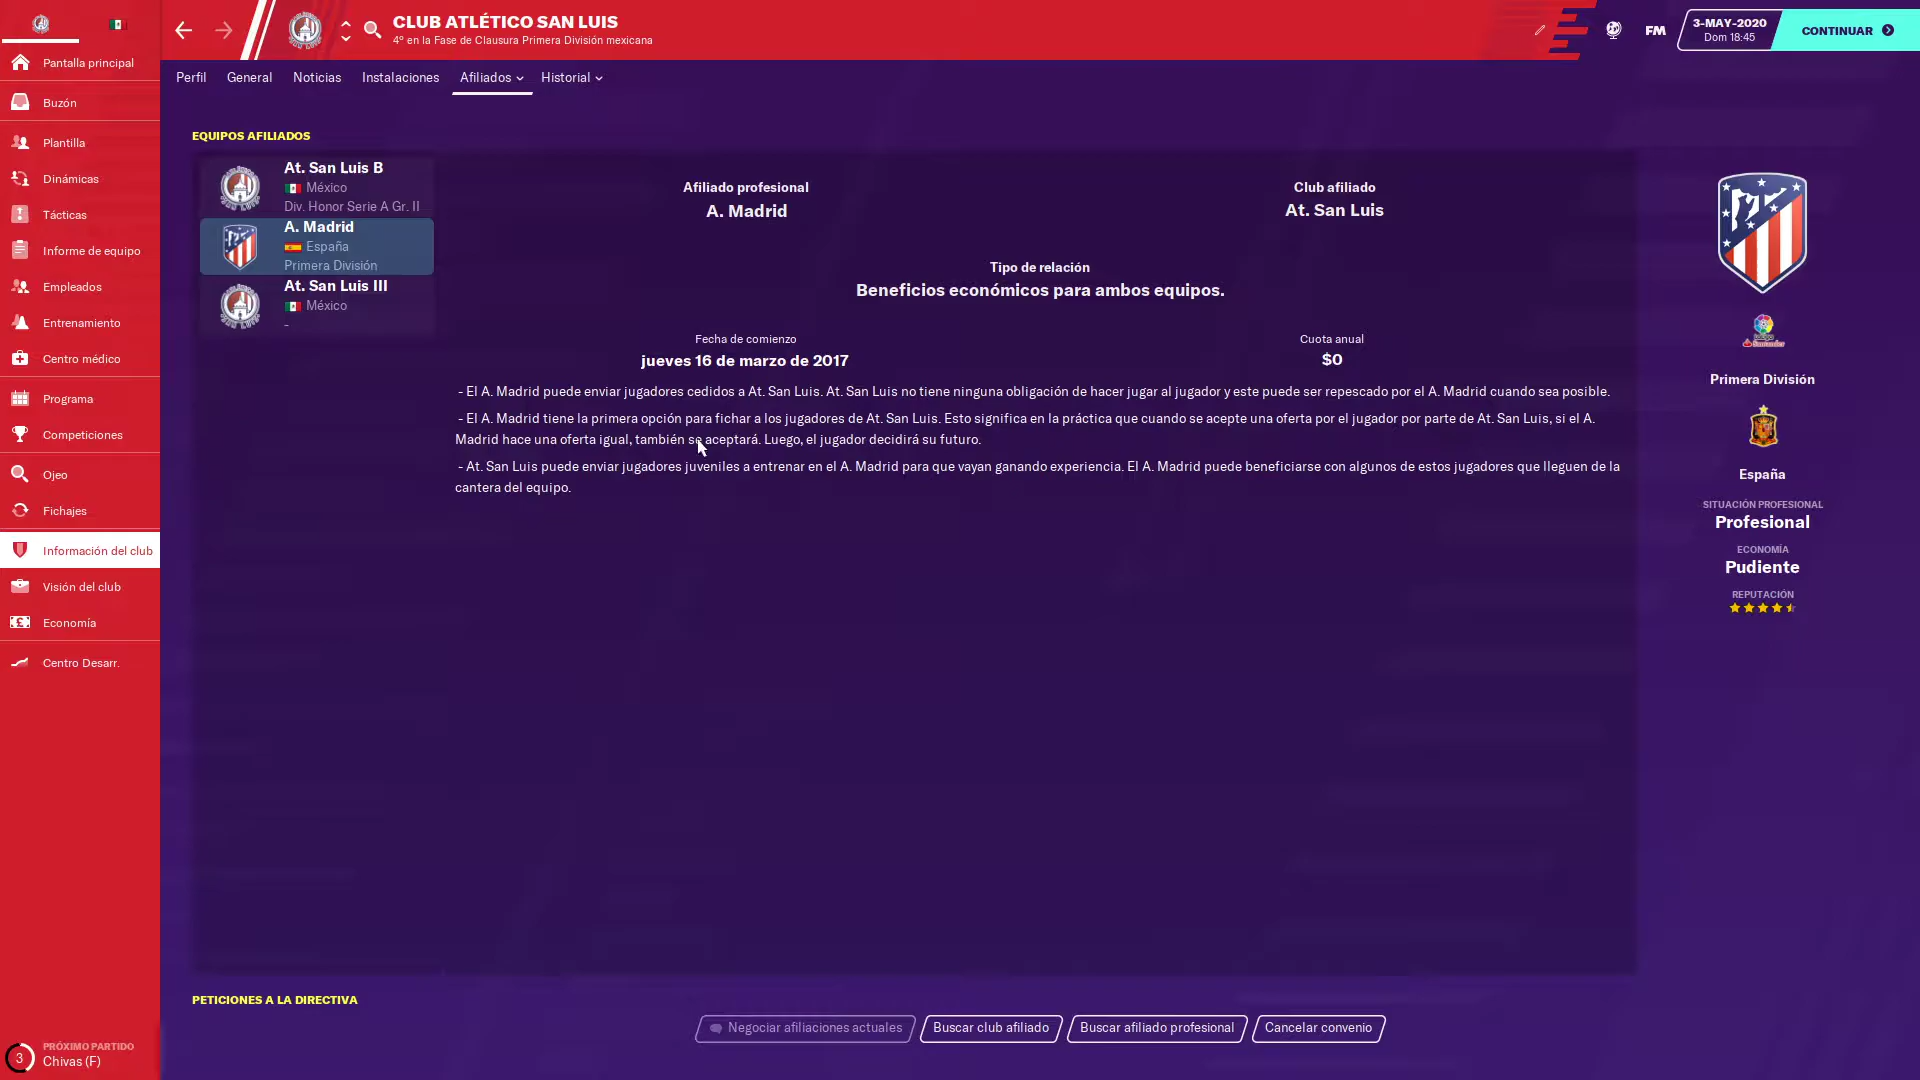 CLUB ATLÉTICO SAN LUIS
4º en la Fase de Clausura Primera División mexicana
FM
3-MAY-2020
Dom 18:45
CONTINUAR
Pantalla principal
Buzón
Plantilla
Dinámicas
Tácticas
Informe de equipo
Empleados
Entrenamiento
Centro médico
Programa
Competiciones
Ojeo
Fichajes
Información del club
Visión del club
Economía
Centro Desarr.
3
PRÓXIMO PARTIDO
Chivas (F)
Perfil
General
Noticias
Instalaciones
Afiliados
Historial
EQUIPOS AFILIADOS
At. San Luis B
México
Div. Honor Serie A Gr. II
A. Madrid
España
Primera División
At. San Luis III
México
-
Afiliado profesional
A. Madrid
Club afiliado
At. San Luis
Tipo de relación
Beneficios económicos para ambos equipos.
Fecha de comienzo
jueves 16 de marzo de 2017
Cuota anual
$0
- El A. Madrid puede enviar jugadores cedidos a At. San Luis. At. San Luis no tiene ninguna obligación de hacer jugar al jugador y este puede ser repescado por el A. Madrid cuando sea posible.
- El A. Madrid tiene la primera opción para fichar a los jugadores de At. San Luis. Esto significa en la práctica que cuando se acepte una oferta por el jugador por parte de At. San Luis, si el A.
Madrid hace una oferta igual, también se aceptará. Luego, el jugador decidirá su futuro.
- At. San Luis puede enviar jugadores juveniles a entrenar en el A. Madrid para que vayan ganando experiencia. El A. Madrid puede beneficiarse con algunos de estos jugadores que lleguen de la
cantera del equipo.
Primera División
España
SITUACIÓN PROFESIONAL
Profesional
ECONOMÍA
Pudiente
REPUTACIÓN
PETICIONES A LA DIRECTIVA
Negociar afiliaciones actuales
Buscar club afiliado
Buscar afiliado profesional
Cancelar convenio